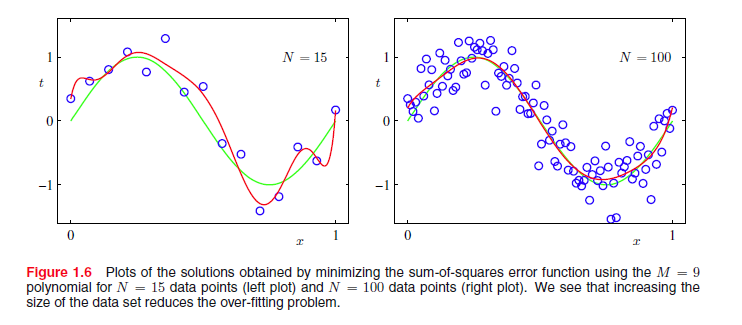 N = 15
N = 100
1
t
0
−1
0
x
1
1
t
0
−1
0
x
1
Figure 1.6 Plots of the solutions obtained by minimizing the sum-of-squares error function using the M = 9
polynomial for N = 15 data points (left plot) and N = 100 data points (right plot). We see that increasing the
size of the data set reduces the over-fitting problem.